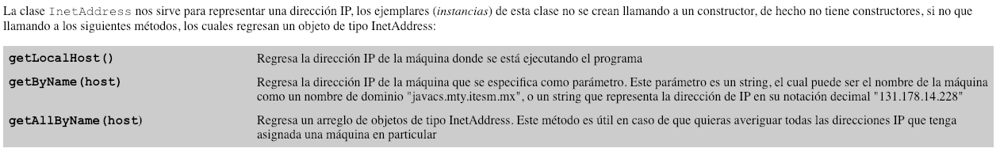 La clase InetAddress nos sirve para representar una dirección IP, los ejemplares (instancias) de esta clase no se crean llamando a un constructor, de hecho no tiene constructores, si no que
llamando a los siguientes métodos, los cuales regresan un objeto de tipo InetAddress:
getLocalHost() Regresa la dirección IP de la máquina donde se está ejecutando el programa
getByName(host) Regresa la dirección IP de la máquina que se especifica como parámetro. Este parámetro es un string, el cual puede ser el nombre de la máquina
como un nombre de dominio "javacs.mty.itesm.mx", o un string que representa la dirección de IP en su notación decimal "131.178.14.228"
getAllByName(host) Regresa un arreglo de objetos de tipo InetAddress. Este método es útil en caso de que quieras averiguar todas las direcciones IP que tenga
asignada una máquina en particular